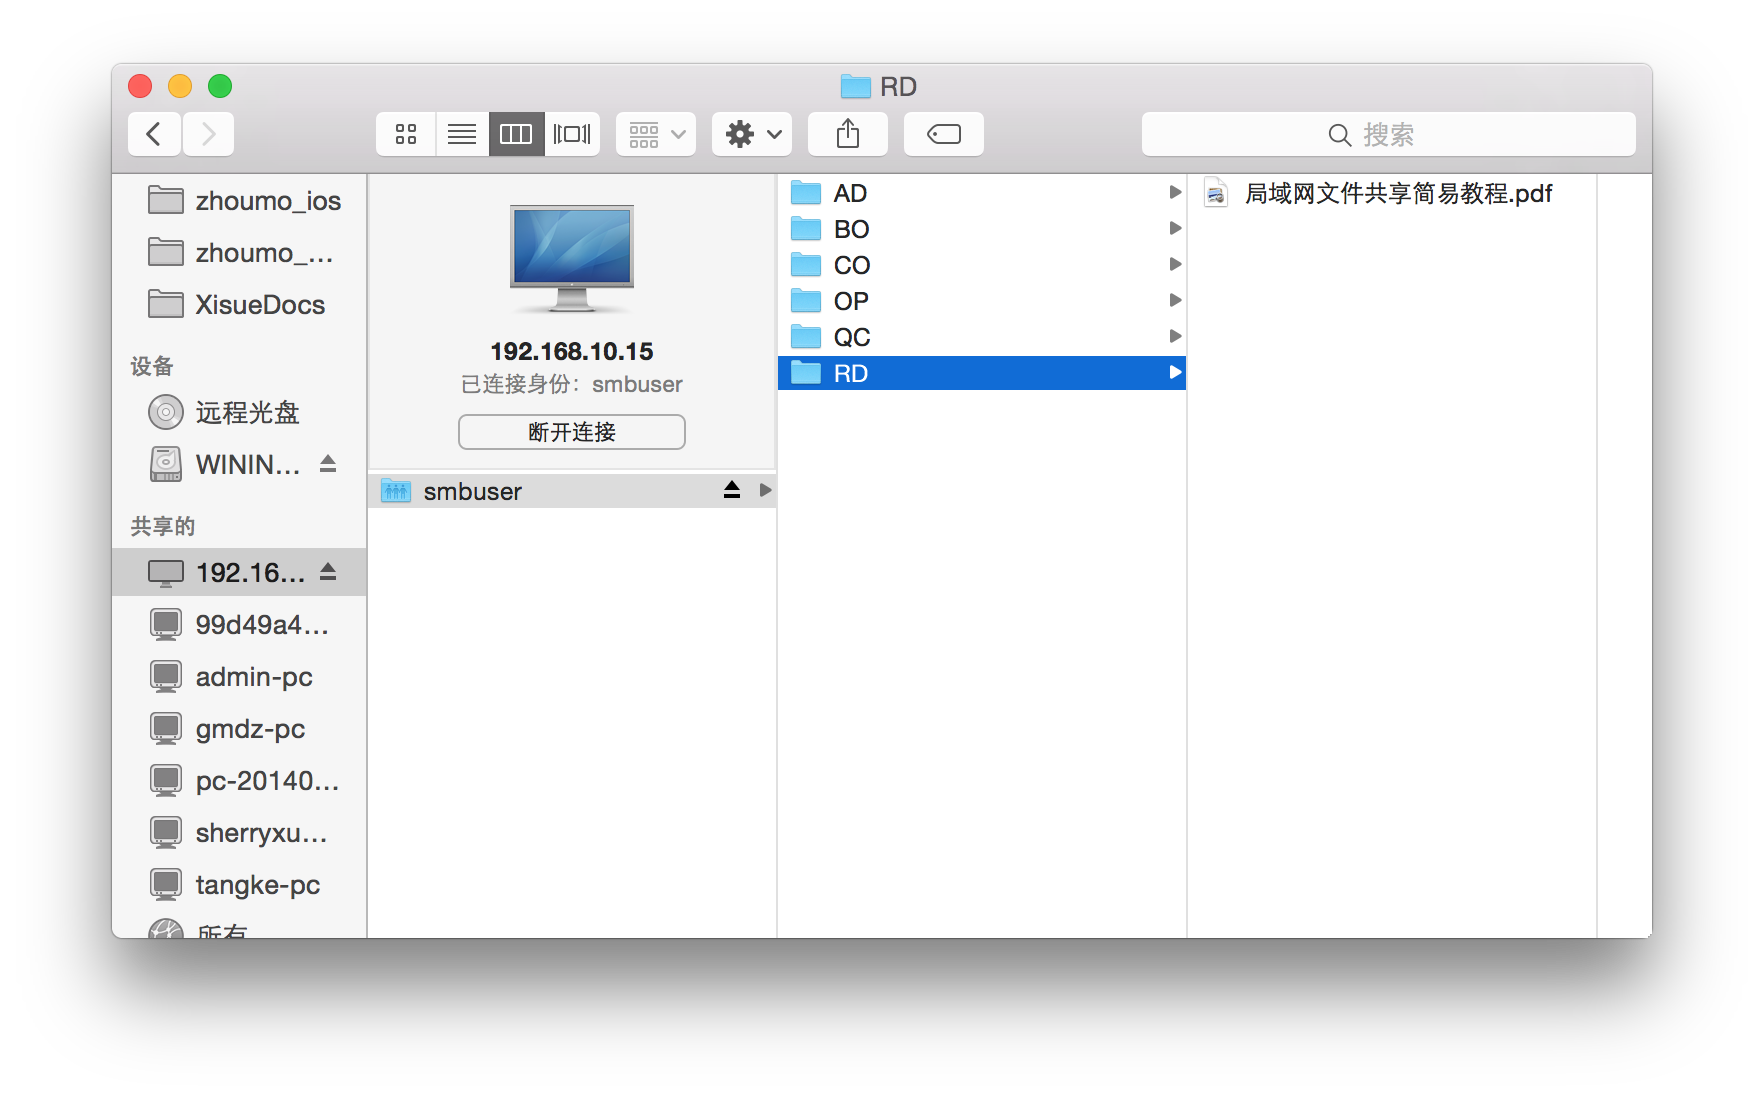 RD
搜索
zhoumo_ios
zhoumo_...
XisueDocs
设备
远程光盘
WININ...
共享的
192.16...
99d49a4...
admin-pc
gmdz-pc
pc-20140...
sherryxu...
tangke-pc
所有
192.168.10.15
已连接身份：smbuser
断开连接
smbuser
AD
BO
CO
OP
QC
RD
局域网文件共享简易教程.pdf